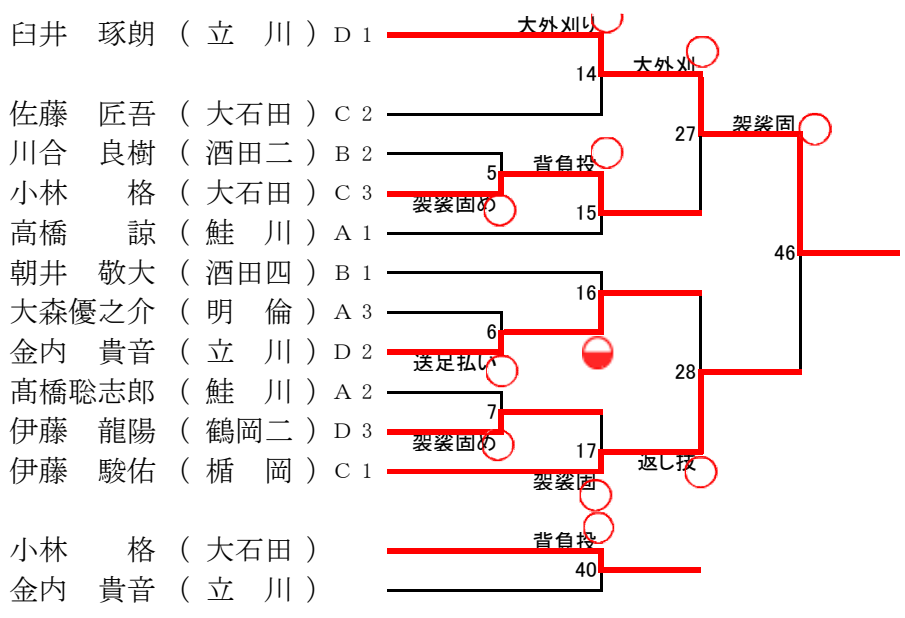 臼井　琢朗 （ 立　川 ） D 1
大外刈り
14
大外刈
佐藤　匠吾 （ 大石田 ） C 2
27
袈裟固
川合　良樹 （ 酒田二 ） B 2
5
背負投
小林　　格 （ 大石田 ） C 3
袈裟固め
15
高橋　　諒 （ 鮭　川 ） A 1
46
朝井　敬大 （ 酒田四 ） B 1
16
大森優之介 （ 明　倫 ） A 3
6
金内　貴音 （ 立　川 ） D 2
送足払い
28
髙橋聡志郎 （ 鮭　川 ） A 2
7
伊藤　龍陽 （ 鶴岡二 ） D 3
袈裟固め
17
返し技
伊藤　駿佑 （ 楯　岡 ） C 1
袈裟固
小林　　格 （ 大石田 ）
背負投
40
金内　貴音 （ 立　川 ）